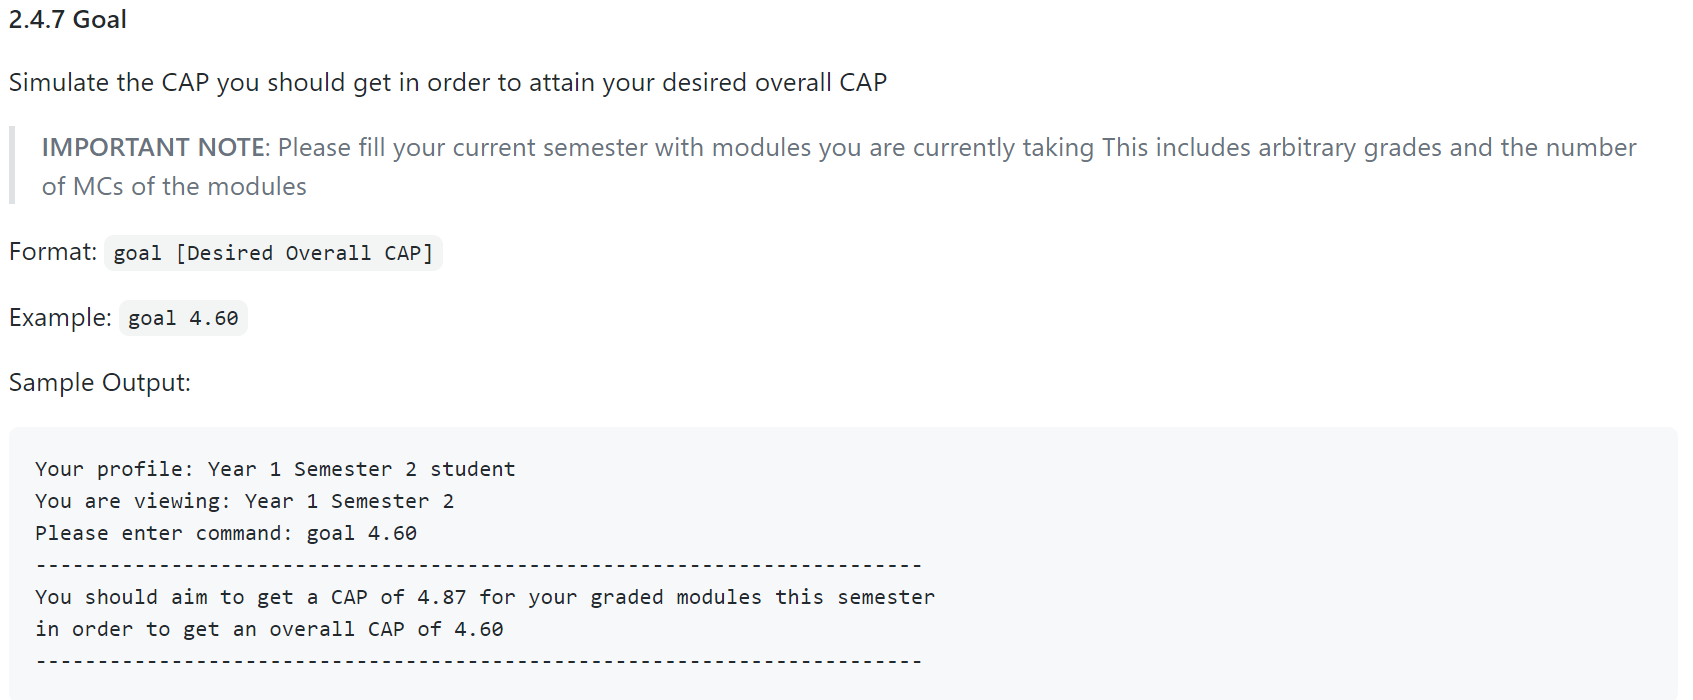 2.4.7 Goal
Simulate the CAP you should get in order to attain your desired overall CAP
IMPORTANT NOTE: Please fill your current semester with modules you are currently taking This includes arbitrary grades and the number
of MCs of the modules
Format: goal [Desired Overall CAP]
Example: goal 4.60
Sample Output:
Your profile: Year 1 Semester 2 student
You are viewing: Year 1 Semester 2
Please enter command: goal 4.60
------------------------------------------------------------------------
You should aim to get a CAP of 4.87 for your graded modules this semester
in order to get an overall CAP of 4.60
------------------------------------------------------------------------